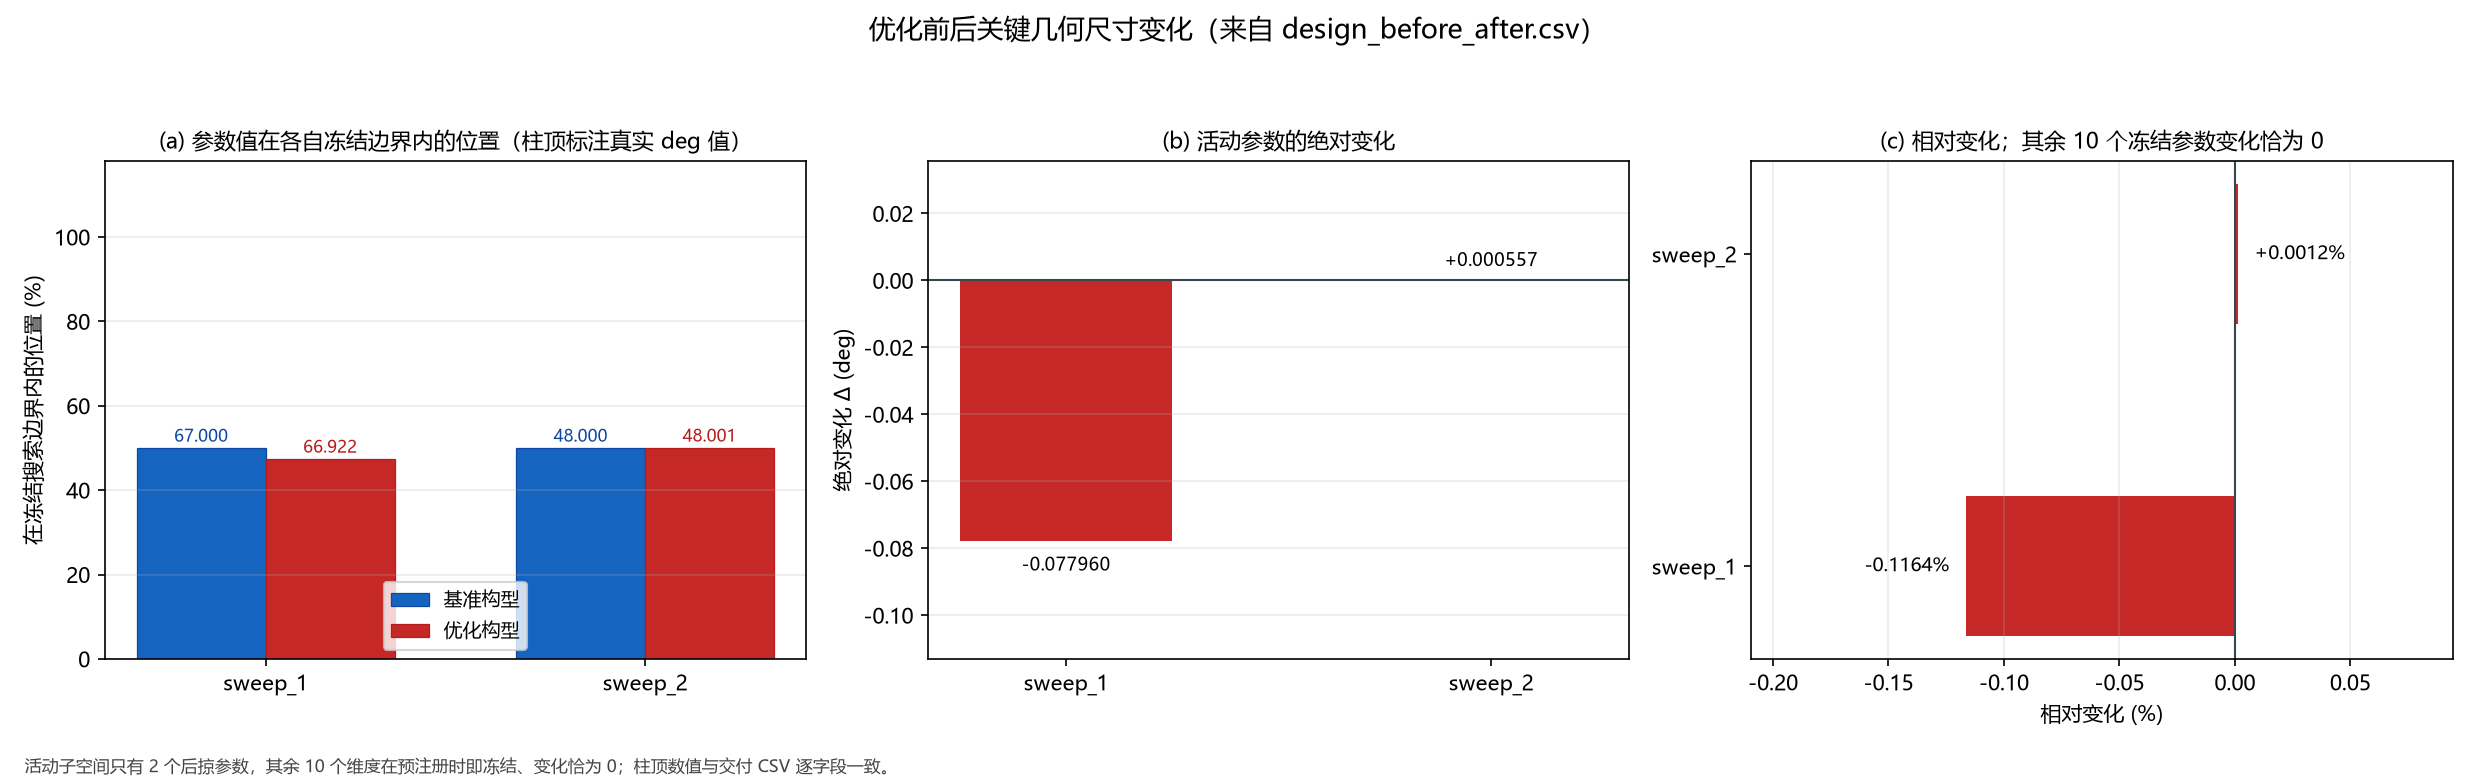 优化前后关键几何尺寸变化（来自 design_before_after.csv）
(a) 参数值在各自冻结边界内的位置（柱顶标注真实 deg 值）
在冻结搜索边界内的位置 (%)
100
80
60
40
20
0
67.000
66.922
48.000
48.001
基准构型
优化构型
sweep_1
sweep_2
(b) 活动参数的绝对变化
绝对变化 Δ (deg)
0.02
0.00
-0.02
-0.04
-0.06
-0.08
-0.10
+0.000557
-0.077960
sweep_1
sweep_2
(c) 相对变化；其余 10 个冻结参数变化恰为 0
sweep_2
sweep_1
+0.0012%
-0.1164%
-0.20
-0.15
-0.10
-0.05
0.00
0.05
相对变化 (%)
活动子空间只有 2 个后掠参数，其余 10 个维度在预注册时即冻结、变化恰为 0；柱顶数值与交付 CSV 逐字段一致。